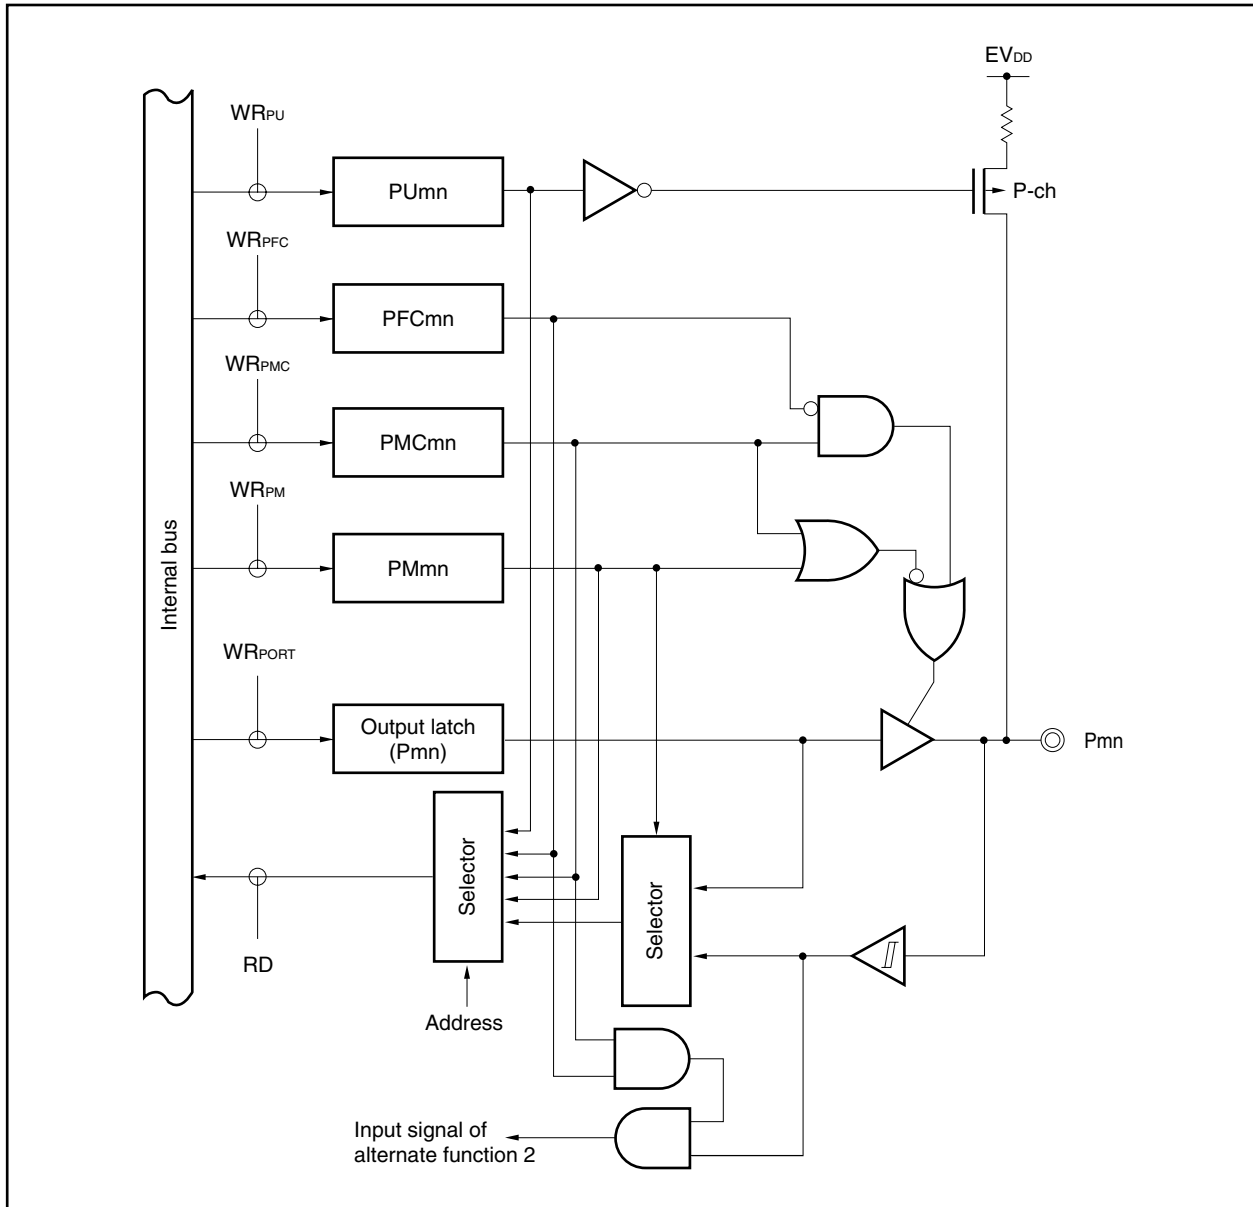 EVDD
WRPU
PUmn
P-ch
WRPFC
PFCmn
WRPMC
PMCmn
WRPM
PMmn
Internal bus
WRPORT
Output latch
(Pmn)
Pmn
Selector
Selector
RD
Address
Input signal of
alternate function 2